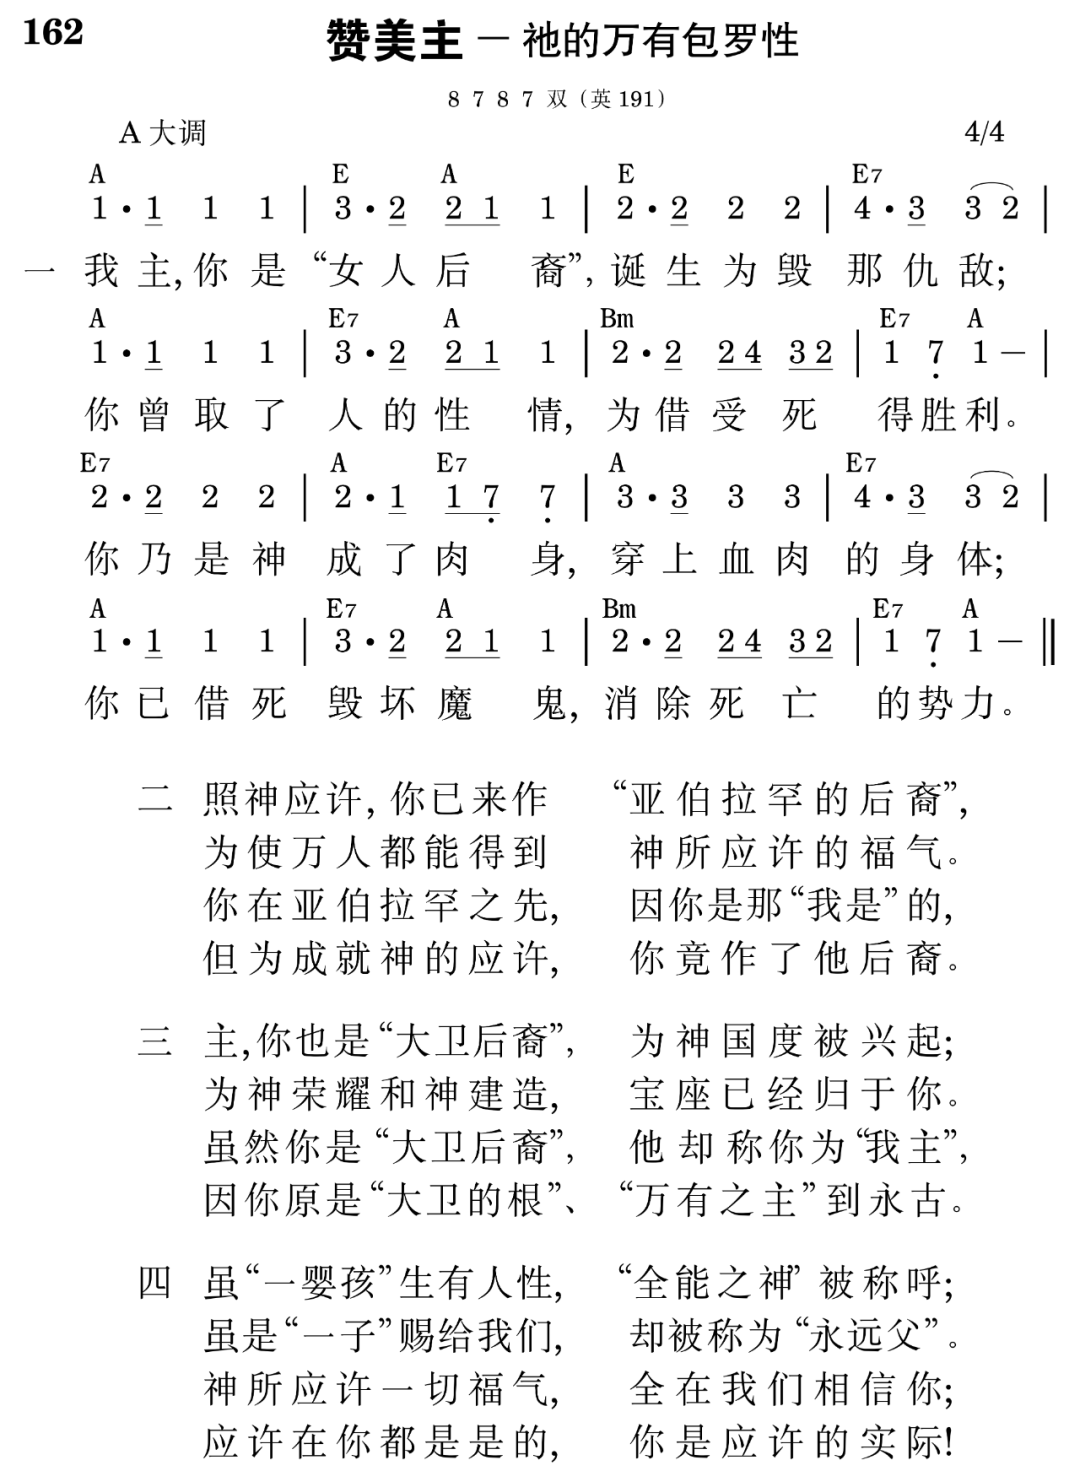 162
赞美主 — 祂的万有包罗性
8 7 8 7 双（英 191）
A 大调 4/4
A E A E E7
1 · 1 1 1 | 3 · 2 2 1 1 | 2 · 2 2 2 | 4 · 3 3 2 |
一 我主,你是“女人后裔”, 诞生为毁那仇敌;
A E7 A Bm E7 A
1 · 1 1 1 | 3 · 2 2 1 1 | 2 · 2 2 4 3 2 | 1 7̣ 1 — |
你曾取了人的性情, 为借受死得胜利。
E7 A E7 A E7
2 · 2 2 2 | 2 · 1 1 7̣ 7̣ | 3 · 3 3 3 | 4 · 3 3 2 |
你乃是神成了肉身, 穿上血肉的身体;
A E7 A Bm E7 A
1 · 1 1 1 | 3 · 2 2 1 1 | 2 · 2 2 4 3 2 | 1 7̣ 1 — ‖
你已借死毁坏魔鬼, 消除死亡的势力。
二 照神应许, 你已来作 “亚伯拉罕的后裔”,
为使万人都能得到 神所应许的福气。
你在亚伯拉罕之先, 因你是那“我是”的,
但为成就神的应许, 你竟作了他后裔。
三 主,你也是“大卫后裔”, 为神国度被兴起;
为神荣耀和神建造, 宝座已经归于你。
虽然你是“大卫后裔”, 他却称你为“我主”,
因你原是“大卫的根”、 “万有之主”到永古。
四 虽“一婴孩”生有人性, “全能之神”被称呼;
虽是“一子”赐给我们, 却被称为“永远父”。
神所应许一切福气, 全在我们相信你;
应许在你都是是的, 你是应许的实际!